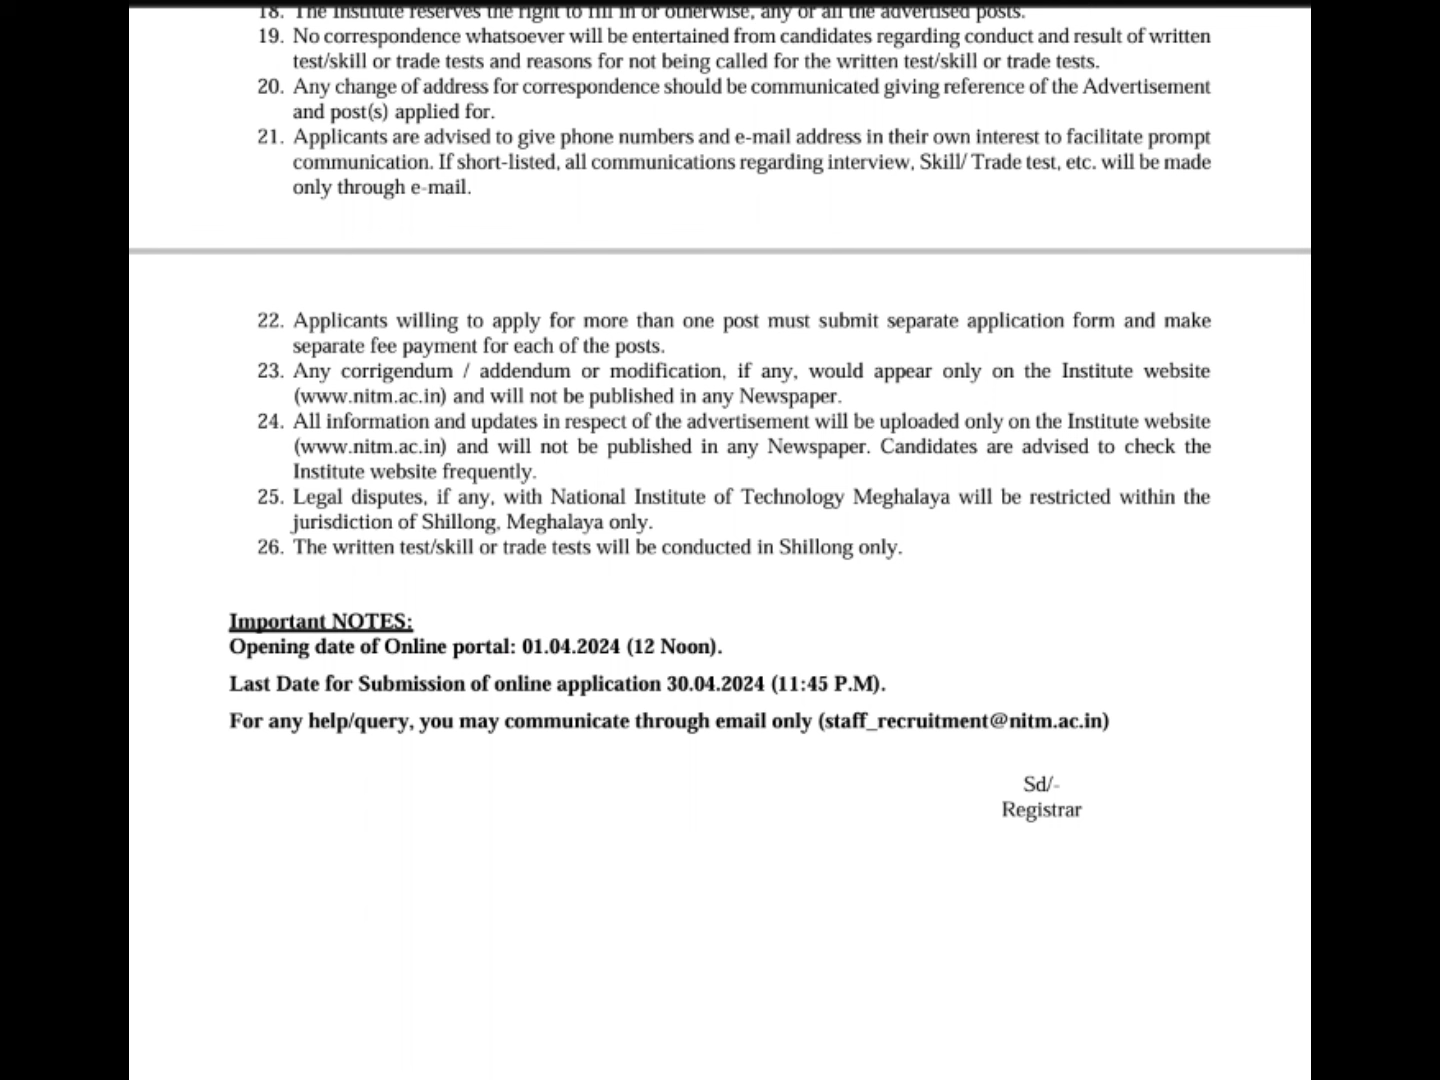 18. The Institute reserves the right to fill in or otherwise, any or all the advertised posts.
19. No correspondence whatsoever will be entertained from candidates regarding conduct and result of written
test/skill or trade tests and reasons for not being called for the written test/skill or trade tests.
20. Any change of address for correspondence should be communicated giving reference of the Advertisement
and post(s) applied for.
21. Applicants are advised to give phone numbers and e-mail address in their own interest to facilitate prompt
communication. If short-listed, all communications regarding interview, Skill/ Trade test, etc. will be made
only through e-mail.
22. Applicants willing to apply for more than one post must submit separate application form and make
separate fee payment for each of the posts.
23. Any corrigendum / addendum or modification, if any, would appear only on the Institute website
(www.nitm.ac.in) and will not be published in any Newspaper.
24. All information and updates in respect of the advertisement will be uploaded only on the Institute website
(www.nitm.ac.in) and will not be published in any Newspaper. Candidates are advised to check the
Institute website frequently.
25. Legal disputes, if any, with National Institute of Technology Meghalaya will be restricted within the
jurisdiction of Shillong, Meghalaya only.
26. The written test/skill or trade tests will be conducted in Shillong only.
Important NOTES:
Opening date of Online portal: 01.04.2024 (12 Noon).
Last Date for Submission of online application 30.04.2024 (11:45 P.M).
For any help/query, you may communicate through email only (staff_recruitment@nitm.ac.in)
Sd/-
Registrar